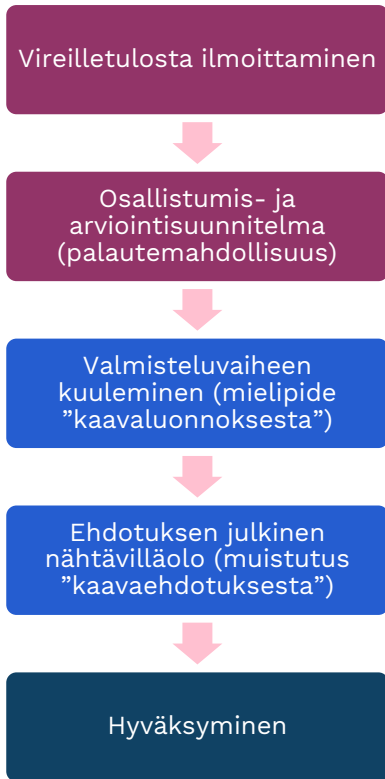 Vireilletulosta ilmoittaminen
Osallistumis- ja
arviointisuunnitelma
(palautemahdollisuus)
Valmisteluvaiheen
kuuleminen (mielipide
”kaavaluonnoksesta”)
Ehdotuksen julkinen
nähtävilläolo (muistutus
”kaavaehdotuksesta”)
Hyväksyminen